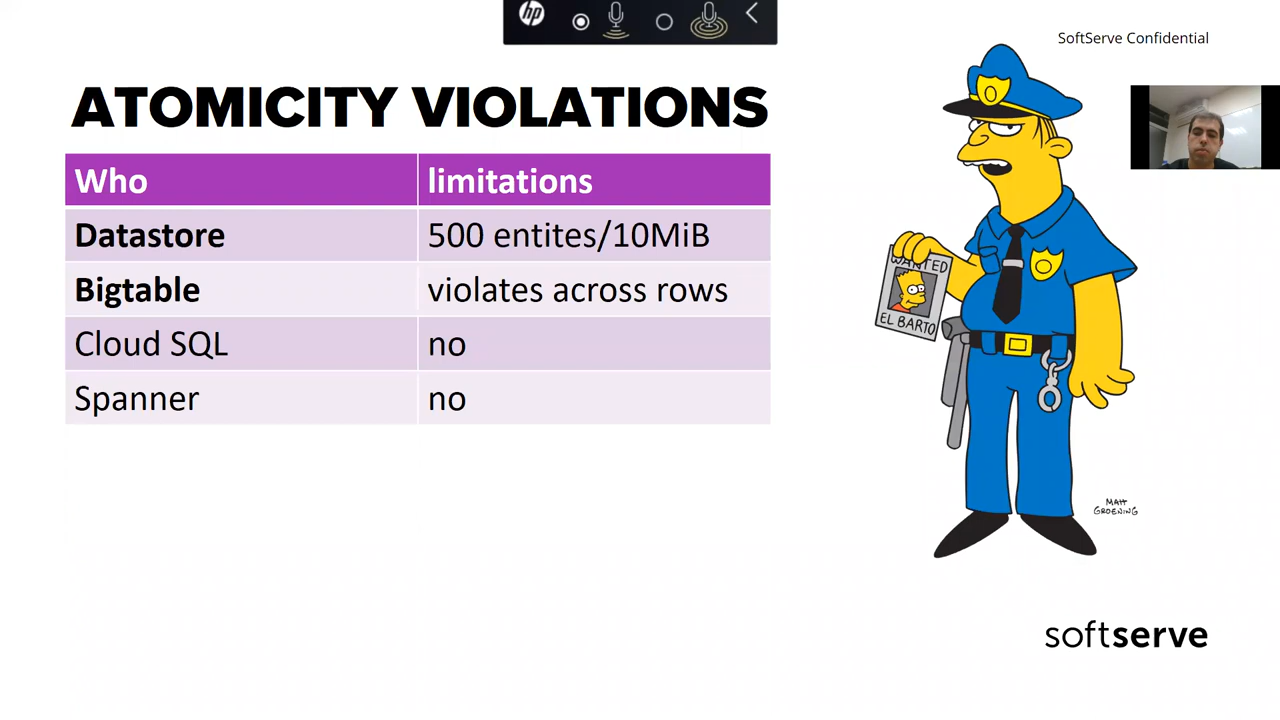 hp
SoftServe Confidential
ATOMICITY VIOLATIONS
Who limitations
Datastore 500 entites/10MiB
Bigtable violates across rows
Cloud SQL no
Spanner no
WANTED
EL BARTO
MATT
GROENING
softserve